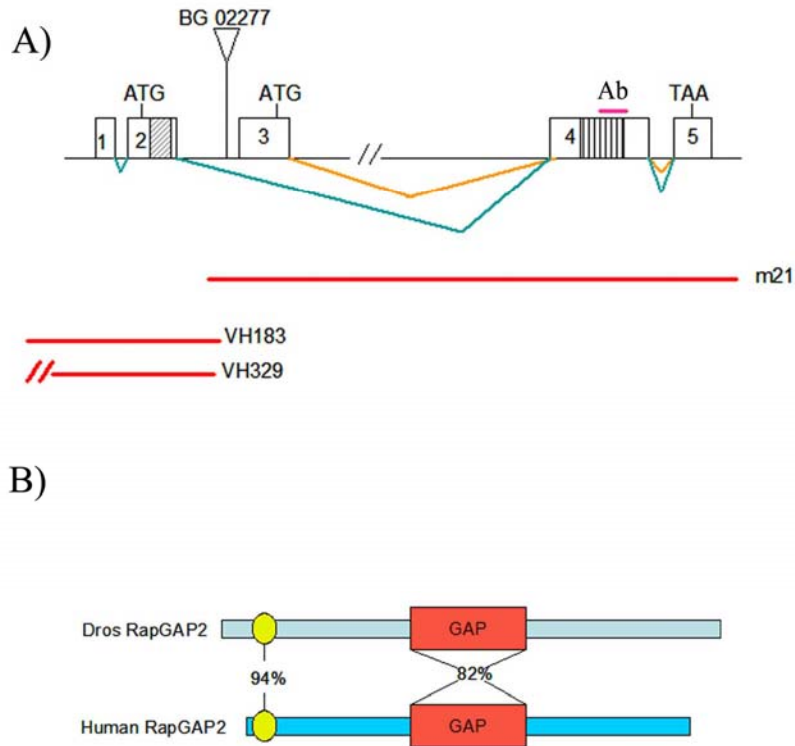 A)
BG 02277
ATG ATG Ab TAA
1 2 3 4 5
m21
VH183
VH329
B)
Dros RapGAP2 GAP
94% 82%
Human RapGAP2 GAP